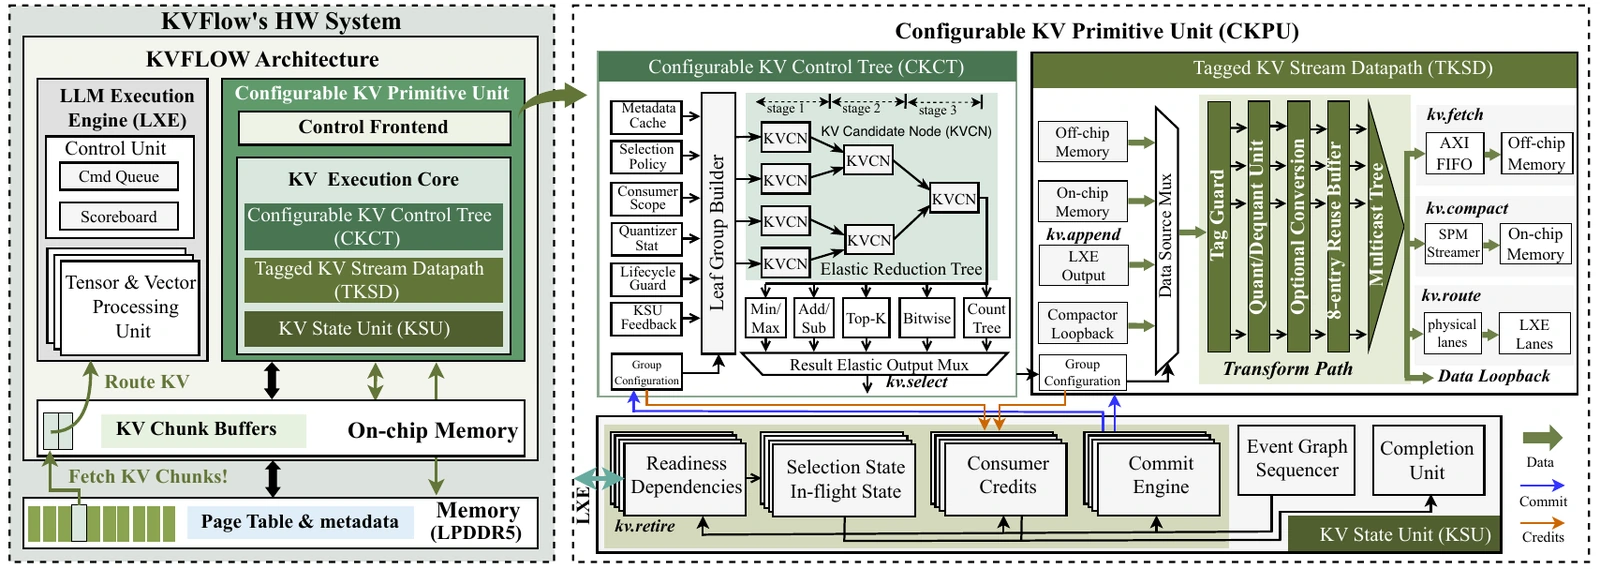 KVFlow's HW System
KVFLOW Architecture
LLM Execution
Engine (LXE)
Control Unit
Cmd Queue
Scoreboard
Tensor & Vector
Processing
Unit
Configurable KV Primitive Unit
Control Frontend
KV Execution Core
Configurable KV Control Tree
(CKCT)
Tagged KV Stream Datapath
(TKSD)
KV State Unit (KSU)
Route KV
KV Chunk Buffers
On-chip Memory
Fetch KV Chunks!
Page Table & metadata
Memory
(LPDDR5)
Configurable KV Primitive Unit (CKPU)
Configurable KV Control Tree (CKCT)
Metadata
Cache
Selection
Policy
Consumer
Scope
Quantizer
Stat
Lifecycle
Guard
KSU
Feedback
Group
Configuration
Leaf Group Builder
stage 1
stage 2
stage 3
KV Candidate Node (KVCN)
KVCN
KVCN
KVCN
KVCN
KVCN
KVCN
KVCN
Elastic Reduction Tree
Min/
Max
Add/
Sub
Top-K
Bitwise
Count
Tree
Result Elastic Output Mux
kv.select
Tagged KV Stream Datapath (TKSD)
Off-chip
Memory
On-chip
Memory
kv.append
LXE
Output
Compactor
Loopback
Group
Configuration
Data Source Mux
Tag Guard
Quant/Dequant Unit
Optional Conversion
8-entry Reuse Buffer
Multicast Tree
Transform Path
kv.fetch
AXI
FIFO
Off-chip
Memory
kv.compact
SPM
Streamer
On-chip
Memory
kv.route
physical
lanes
LXE
Lanes
Data Loopback
LXE
Readiness
Dependencies
kv.retire
Selection State
In-flight State
Consumer
Credits
Commit
Engine
Event Graph
Sequencer
Completion
Unit
KV State Unit (KSU)
Data
Commit
Credits